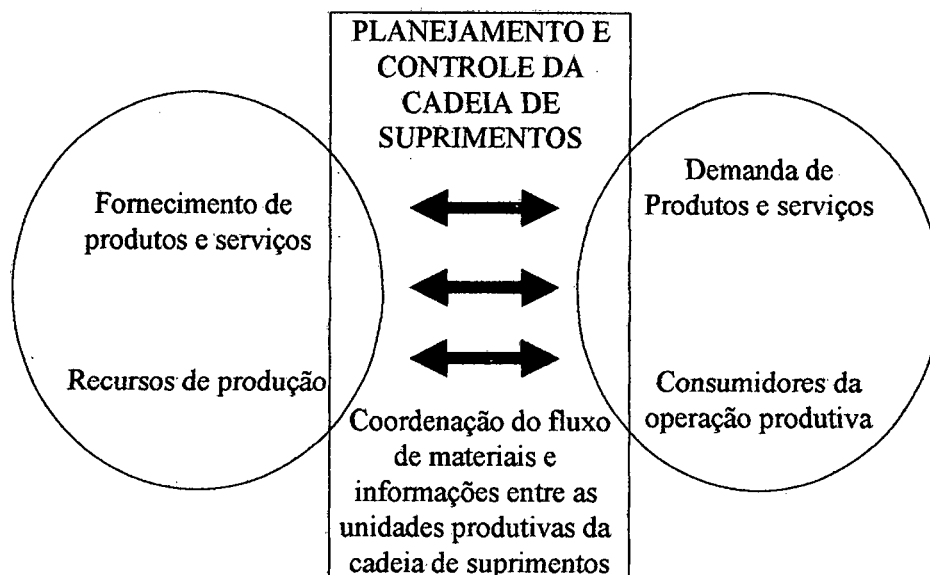 PLANEJAMENTO E
CONTROLE DA
CADEIA DE
SUPRIMENTOS
Fornecimento de
produtos e serviços
Recursos de produção
Demanda de
Produtos e serviços
Consumidores da
operação produtiva
Coordenação do fluxo
de materiais e
informações entre as
unidades produtivas da
cadeia de suprimentos